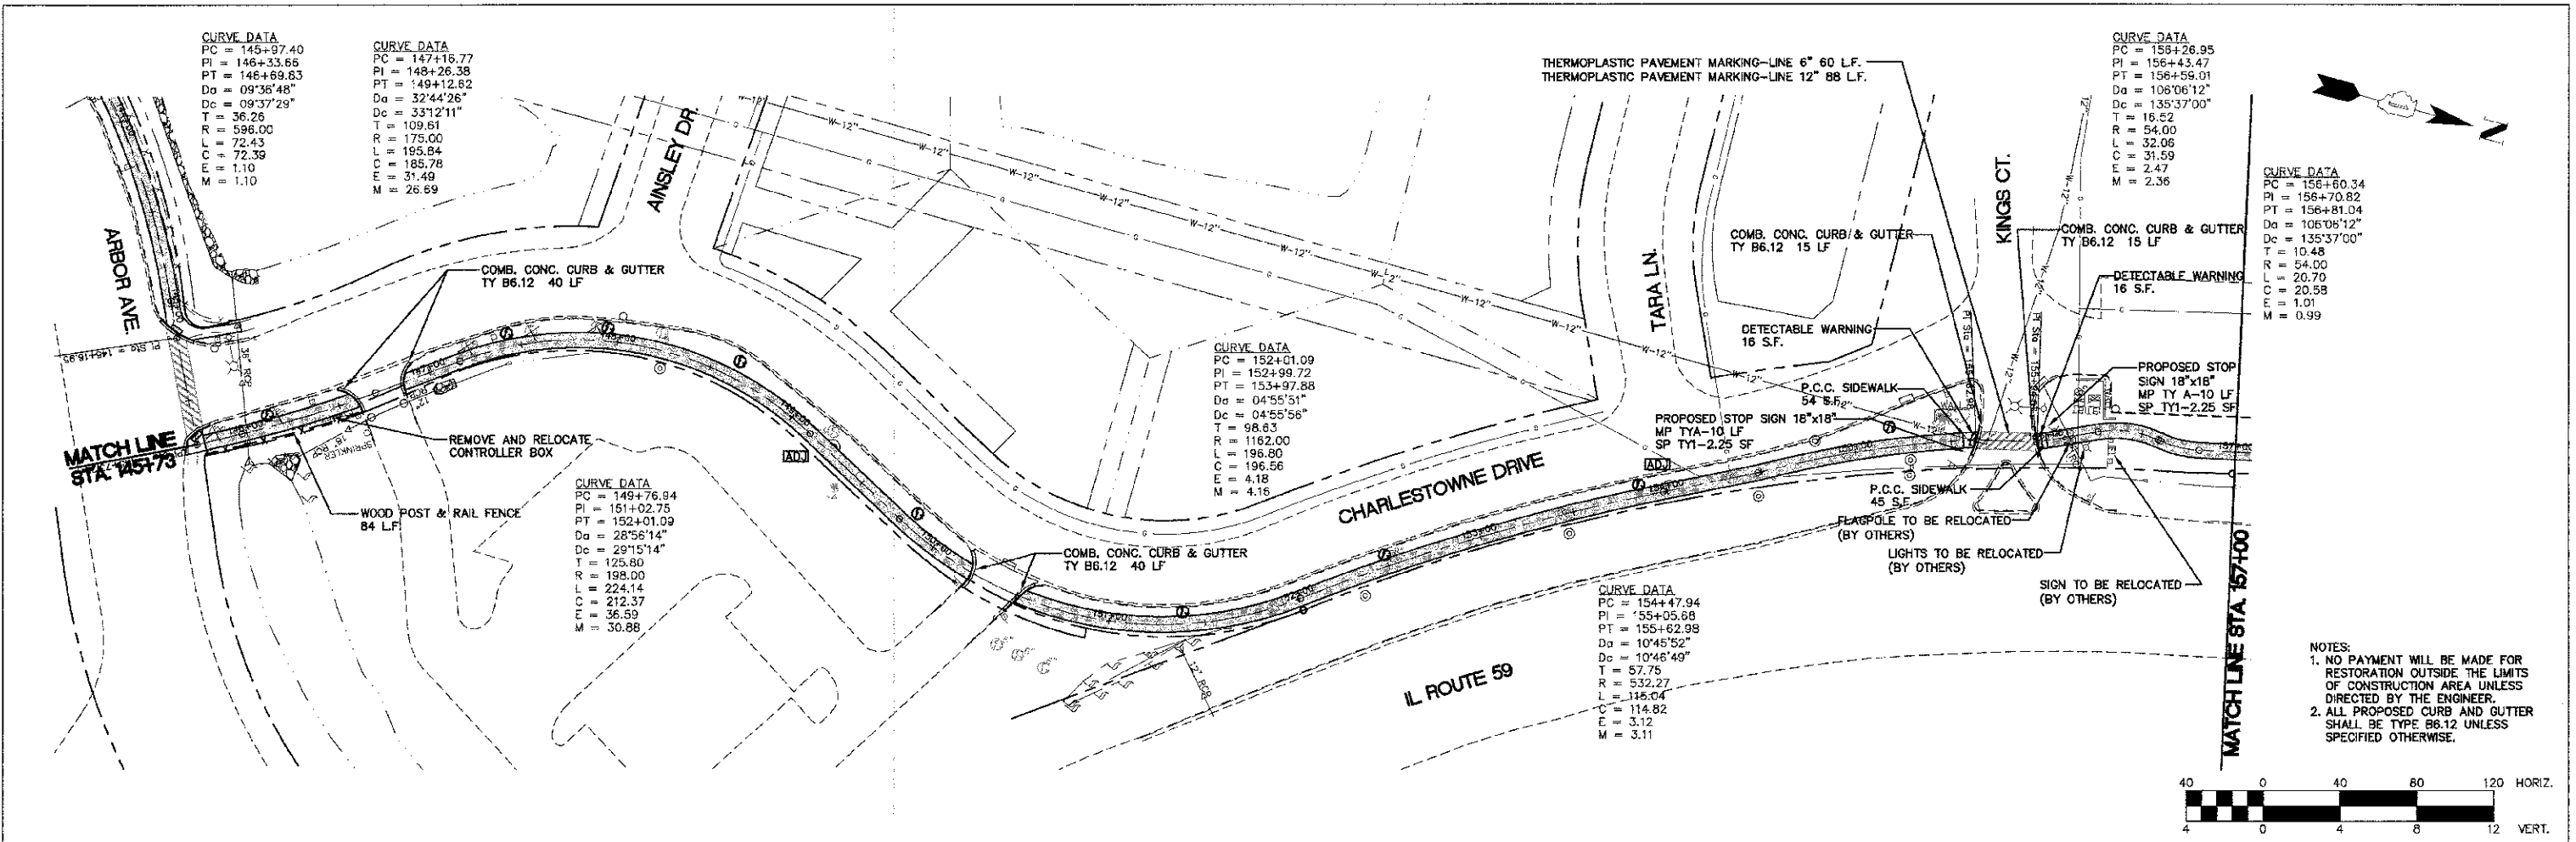 CURVE DATA
PC = 145+97.40
PI = 146+33.66
PT = 146+69.83
Da = 09°36'48"
Dc = 09°37'29"
T = 36.26
R = 596.00
L = 72.43
C = 72.39
E = 1.10
M = 1.10
CURVE DATA
PC = 147+16.77
PI = 148+26.38
PT = 149+12.62
Da = 32°44'26"
Dc = 33°12'11"
T = 109.61
R = 175.00
L = 195.84
C = 185.78
E = 31.49
M = 26.69
THERMOPLASTIC PAVEMENT MARKING-LINE 6" 60 L.F.
THERMOPLASTIC PAVEMENT MARKING-LINE 12" 88 L.F.
CURVE DATA
PC = 156+26.95
PI = 156+43.47
PT = 156+59.01
Da = 106°06'12"
Dc = 135°37'00"
T = 16.52
R = 54.00
L = 32.06
C = 31.59
E = 2.47
M = 2.36
CURVE DATA
PC = 156+60.34
PI = 156+70.82
PT = 156+81.04
Da = 106°06'12"
Dc = 135°37'00"
T = 10.48
R = 54.00
L = 20.70
C = 20.58
E = 1.01
M = 0.99
ARBOR AVE.
AINSLEY DR.
TARA LN.
KINGS CT.
COMB. CONC. CURB & GUTTER
TY B6.12 40 LF
COMB. CONC. CURB & GUTTER
TY B6.12 15 LF
COMB. CONC. CURB & GUTTER
TY B6.12 15 LF
DETECTABLE WARNING
16 S.F.
DETECTABLE WARNING
16 S.F.
PI Sta = 146+16.95
MATCH LINE
STA. 145+73
REMOVE AND RELOCATE
CONTROLLER BOX
WOOD POST & RAIL FENCE
84 L.F.
SPRINKLER
ADJ
CURVE DATA
PC = 149+76.94
PI = 151+02.75
PT = 152+01.09
Da = 28°56'14"
Dc = 29°15'14"
T = 125.80
R = 198.00
L = 224.14
C = 212.37
E = 36.59
M = 30.88
CURVE DATA
PC = 152+01.09
PI = 152+99.72
PT = 153+97.88
Da = 04°55'51"
Dc = 04°55'56"
T = 98.63
R = 1162.00
L = 196.80
C = 196.56
E = 4.18
M = 4.16
COMB. CONC. CURB & GUTTER
TY B6.12 40 LF
CHARLESTOWNE DRIVE
ADJ
P.C.C. SIDEWALK
54 S.F.
PROPOSED STOP SIGN 18"x18"
MP TYA-10 LF
SP TY1-2.25 SF
PROPOSED STOP
SIGN 18"x18"
MP TY A-10 LF
SP TY1-2.25 SF
P.C.C. SIDEWALK
45 S.F.
FLAGPOLE TO BE RELOCATED
(BY OTHERS)
LIGHTS TO BE RELOCATED
(BY OTHERS)
SIGN TO BE RELOCATED
(BY OTHERS)
12" RCP
CURVE DATA
PC = 154+47.94
PI = 155+05.68
PT = 155+62.98
Da = 10°45'52"
Dc = 10°46'49"
T = 57.75
R = 532.27
L = 115.04
C = 114.82
E = 3.12
M = 3.11
IL ROUTE 59
MATCH LINE STA. 157+00
NOTES:
1. NO PAYMENT WILL BE MADE FOR
RESTORATION OUTSIDE THE LIMITS
OF CONSTRUCTION AREA UNLESS
DIRECTED BY THE ENGINEER.
2. ALL PROPOSED CURB AND GUTTER
SHALL BE TYPE B6.12 UNLESS
SPECIFIED OTHERWISE.
40 0 40 80 120 HORIZ.
4 0 4 8 12 VERT.